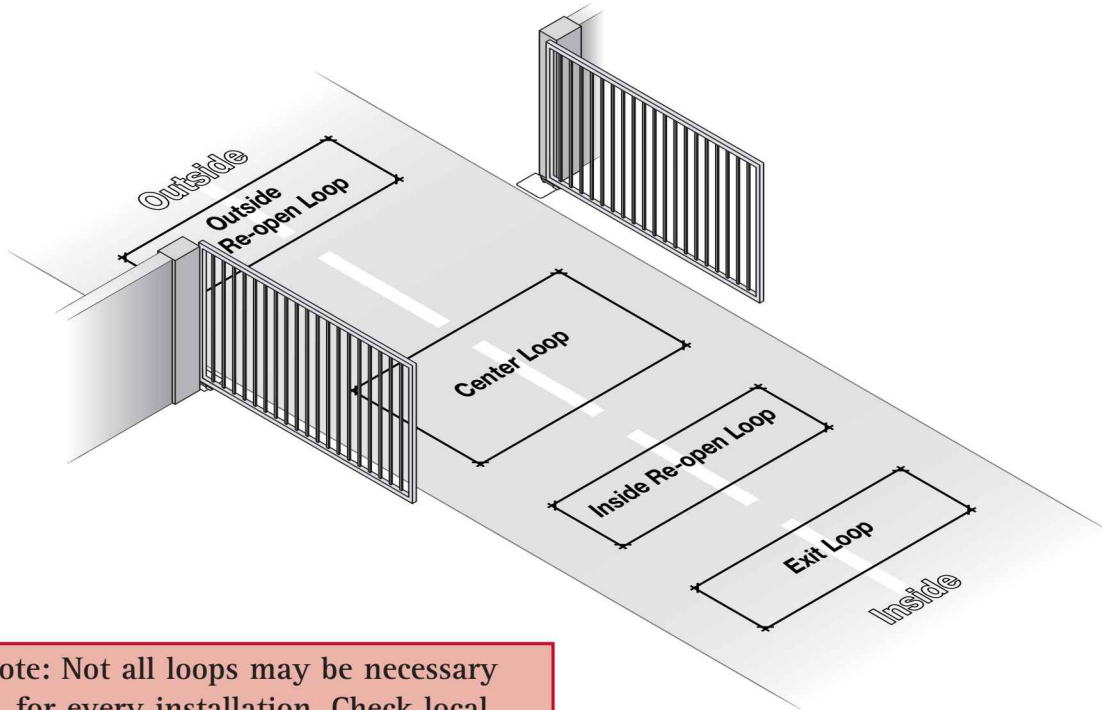 Outside
Outside
Re-open Loop
Center Loop
Inside Re-open Loop
Exit Loop
Inside
ote: Not all loops may be necessary
for every installation. Check local